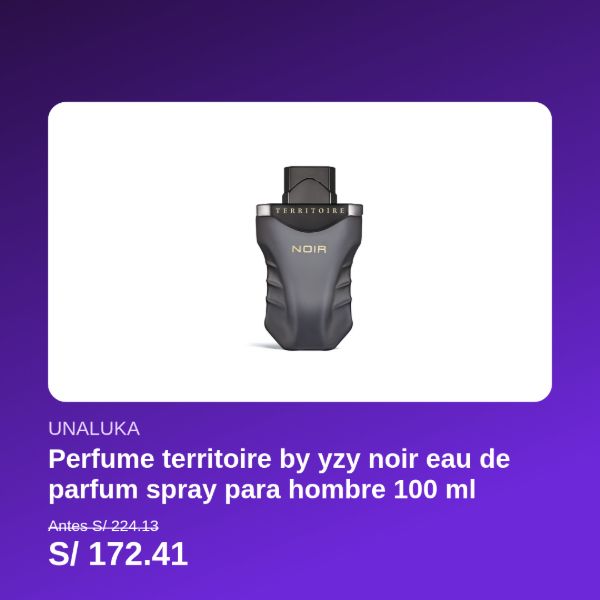 TERRITOIRE
NOIR
UNALUKA
Perfume territoire by yzy noir eau de
parfum spray para hombre 100 ml
Antes S/ 224.13
S/ 172.41